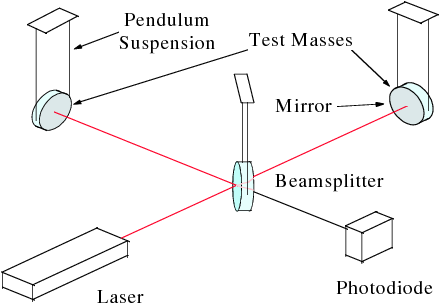 Pendulum
Suspension
Test Masses
Mirror
Beamsplitter
Photodiode
Laser